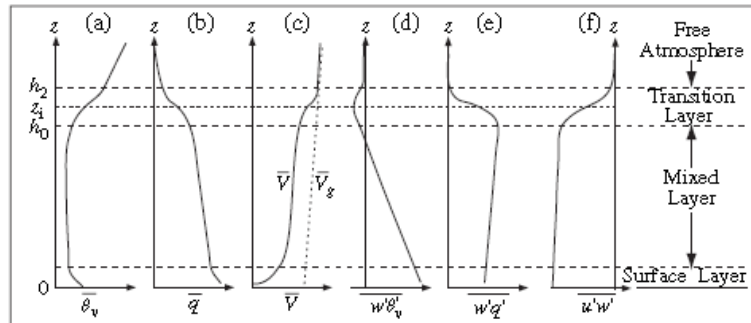 z (a) z (b) z (c) z (d) z (e) (f) z
Free
Atmosphere
h₂
zᵢ
h₀
Transition
Layer
V̅ V̅g
Mixed
Layer
Surface Layer
0
θ̅ᵥ q̅ V̅ w'θ'ᵥ w'q' u'w'